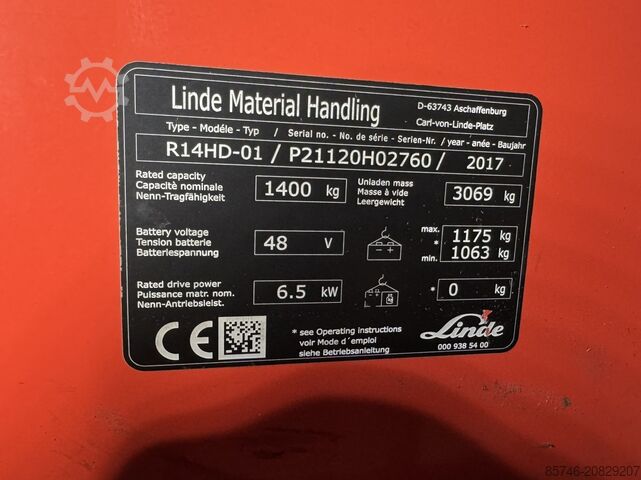 Linde Material Handling
D-63743 Aschaffenburg
Carl-von-Linde-Platz
Type - Modéle - Typ / Serial no. - No. de série - Serien-Nr. / year - anée - Baujahr
R14HD-01 / P21120H02760 / 2017
Rated capacity
Capacité nominale
Nenn-Tragfähigkeit
1400 kg
Unladen mass
Masse à vide
Leergewicht
3069 kg
Battery voltage
Tension batterie
Batteriespannung
48 V
max. 1175 kg
*
min. 1063 kg
Rated drive power
Puissance matr. nom.
Nenn-Antriebsleist.
6.5 kW
* 0 kg
CE
* see Operating instructions
voir Mode d´emploi
siehe Betriebsanleitung
Linde
000 938 54 00
85746-20829207